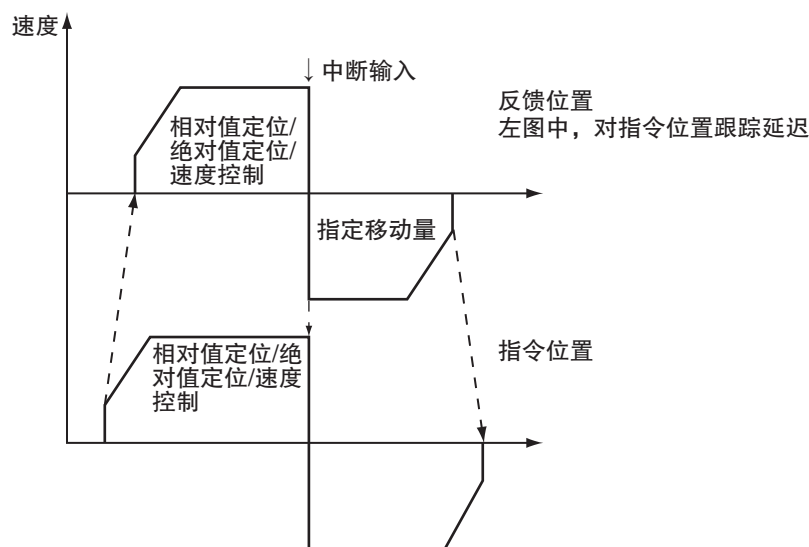 速度
↓中断输入
反馈位置
左图中，对指令位置跟踪延迟
相对值定位/
绝对值定位/
速度控制
指定移动量
相对值定位/绝
对值定位/速度
控制
指令位置